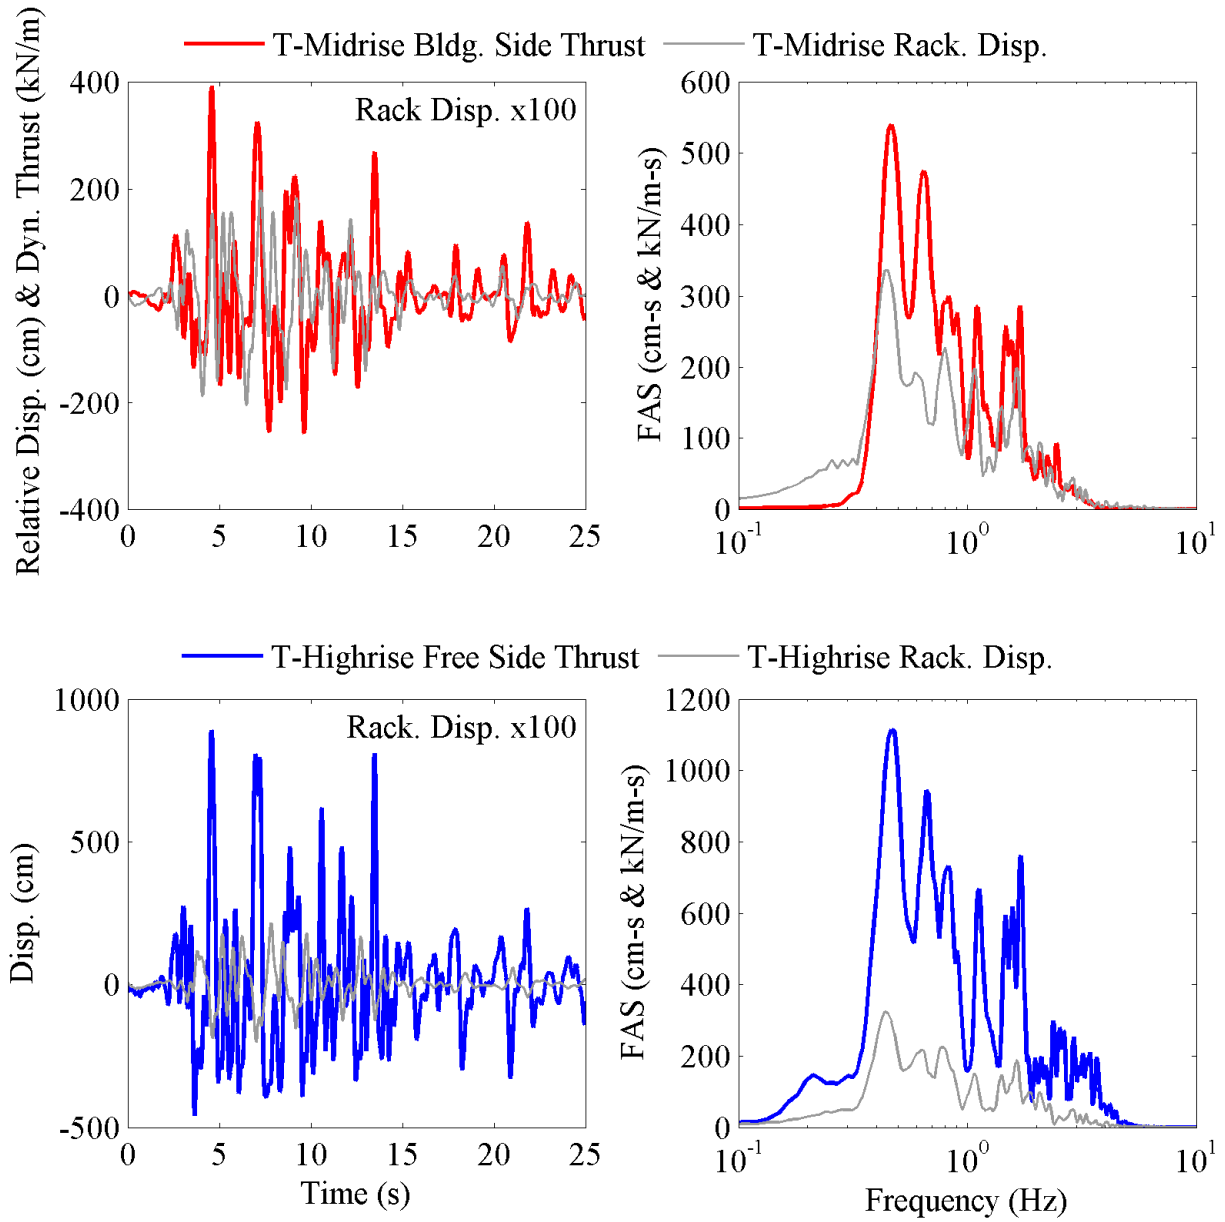 T-Midrise Bldg. Side Thrust T-Midrise Rack. Disp.
Relative Disp. (cm) & Dyn. Thrust (kN/m)
400
200
0
-200
-400
Rack Disp. x100
0 5 10 15 20 25
FAS (cm-s & kN/m-s)
600
500
400
300
200
100
0
10-1 100 101
T-Highrise Free Side Thrust T-Highrise Rack. Disp.
Disp. (cm)
1000
500
0
-500
Rack. Disp. x100
0 5 10 15 20 25
Time (s)
FAS (cm-s & kN/m-s)
1200
1000
800
600
400
200
0
10-1 100 101
Frequency (Hz)